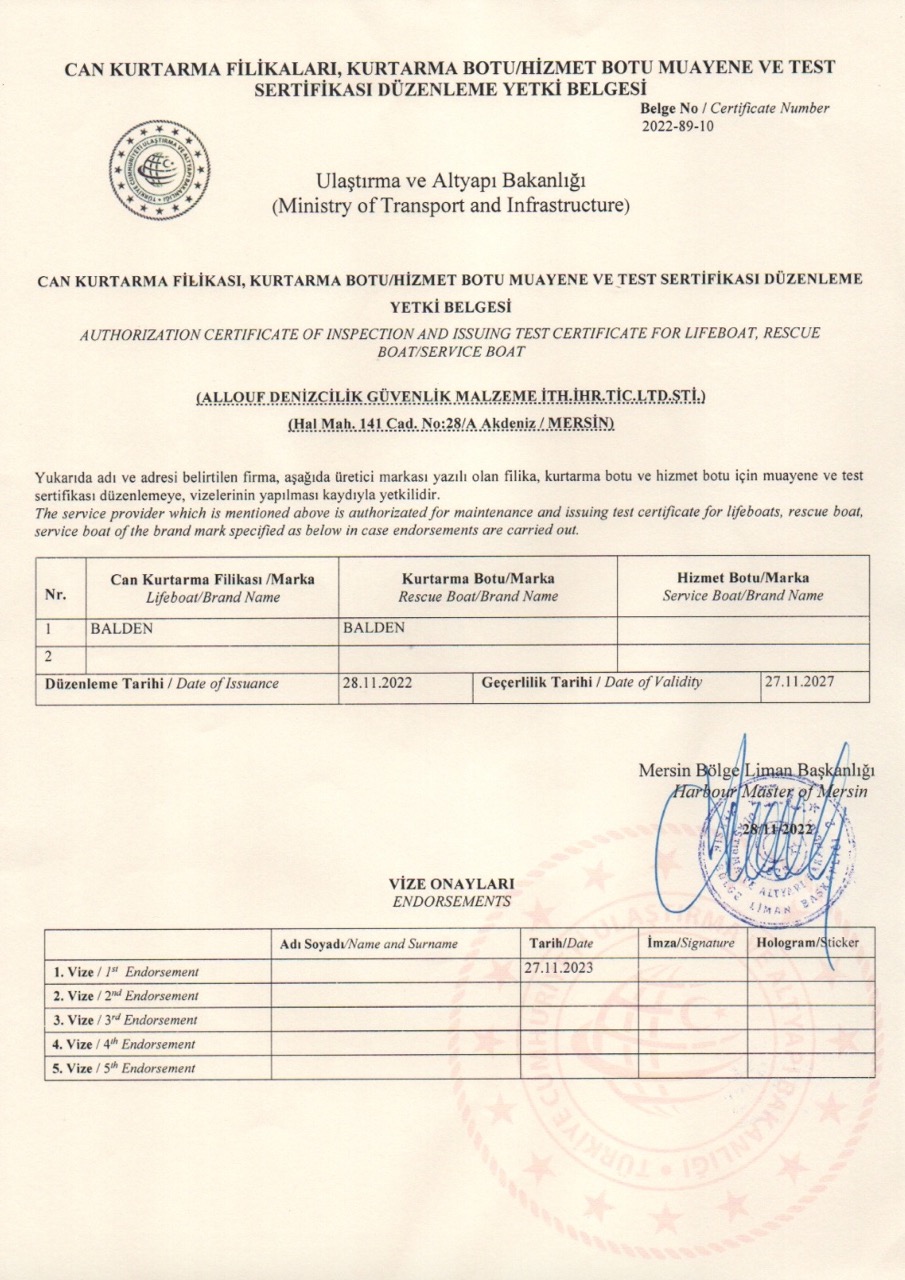 CAN KURTARMA FİLİKALARI, KURTARMA BOTU/HİZMET BOTU MUAYENE VE TEST
SERTİFİKASI DÜZENLEME YETKİ BELGESİ
Belge No / Certificate Number
2022-89-10
TÜRKİYE CUMHURİYETİ ULAŞTIRMA VE ALTYAPI BAKANLIĞI
Ulaştırma ve Altyapı Bakanlığı
(Ministry of Transport and Infrastructure)
CAN KURTARMA FİLİKASI, KURTARMA BOTU/HİZMET BOTU MUAYENE VE TEST SERTİFİKASI DÜZENLEME
YETKİ BELGESİ
AUTHORIZATION CERTIFICATE OF INSPECTION AND ISSUING TEST CERTIFICATE FOR LIFEBOAT, RESCUE
BOAT/SERVICE BOAT
(ALLOUF DENİZCİLİK GÜVENLİK MALZEME İTH.İHR.TİC.LTD.STİ.)
(Hal Mah. 141 Cad. No:28/A Akdeniz / MERSİN)
Yukarıda adı ve adresi belirtilen firma, aşağıda üretici markası yazılı olan filika, kurtarma botu ve hizmet botu için muayene ve test
sertifikası düzenlemeye, vizelerinin yapılması kaydıyla yetkilidir.
The service provider which is mentioned above is authorized for maintenance and issuing test certificate for lifeboats, rescue boat,
service boat of the brand mark specified as below in case endorsements are carried out.
Nr. Can Kurtarma Filikası /Marka Kurtarma Botu/Marka Hizmet Botu/Marka
Lifeboat/Brand Name Rescue Boat/Brand Name Service Boat/Brand Name
1 BALDEN BALDEN
2
Düzenleme Tarihi / Date of Issuance 28.11.2022 Geçerlilik Tarihi / Date of Validity 27.11.2027
Mersin Bölge Liman Başkanlığı
Harbour Master of Mersin
28/11/2022
VİZE ONAYLARI
ENDORSEMENTS
Adı Soyadı/Name and Surname Tarih/Date İmza/Signature Hologram/Sticker
1. Vize / 1st Endorsement 27.11.2023
2. Vize / 2nd Endorsement
3. Vize / 3rd Endorsement
4. Vize / 4th Endorsement
5. Vize / 5th Endorsement
TÜRKİYE CUMHURİYETİ ULAŞTIRMA VE ALTYAPI BAKANLIĞI